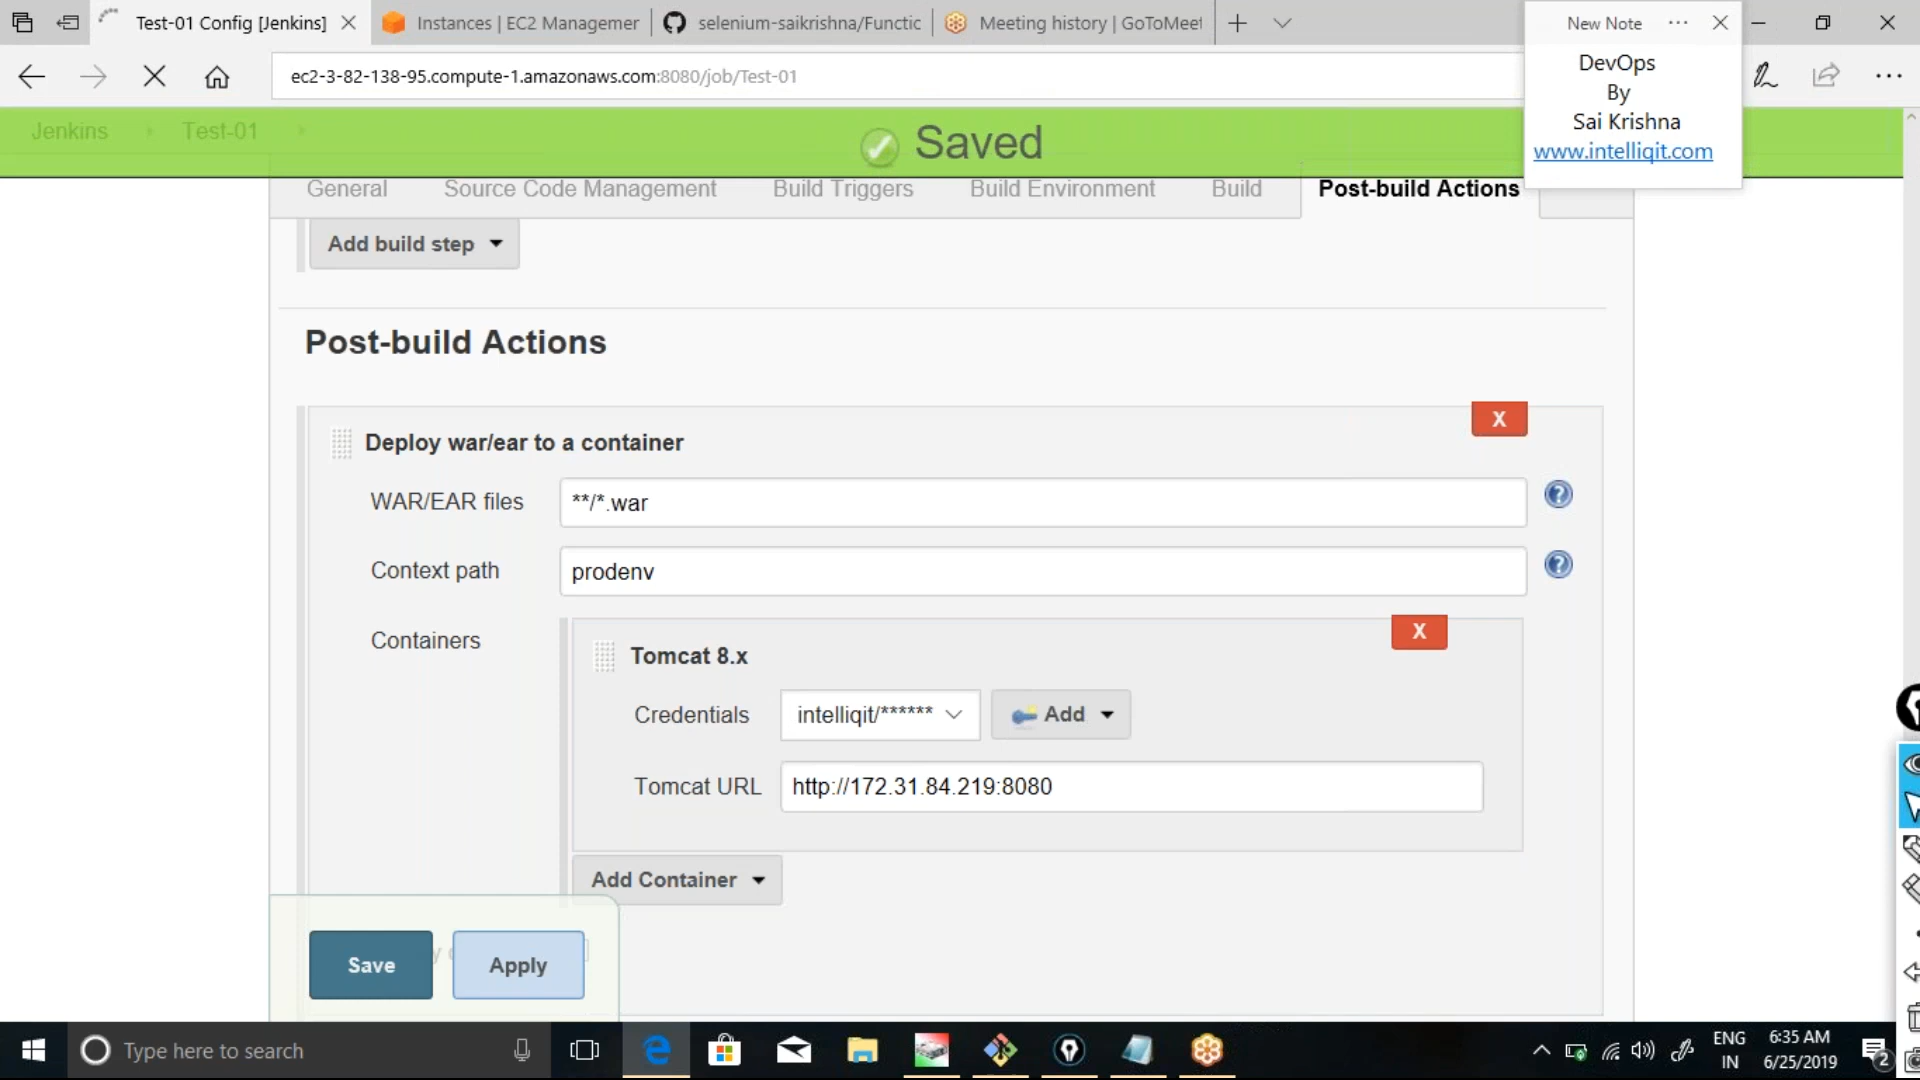 Test-01 Config [Jenkins]
Instances | EC2 Managemer
selenium-saikrishna/Functic
Meeting history | GoToMeet
New Note
ec2-3-82-138-95.compute-1.amazonaws.com:8080/job/Test-01
DevOps
By
Sai Krishna
www.intelliqit.com
Jenkins
Test-01
Saved
General
Source Code Management
Build Triggers
Build Environment
Build
Post-build Actions
Add build step
Post-build Actions
X
Deploy war/ear to a container
WAR/EAR files
**/*.war
Context path
prodenv
Containers
X
Tomcat 8.x
Credentials
intelliqit/******
Add
Tomcat URL
http://172.31.84.219:8080
Add Container
Save
Apply
Type here to search
ENG
IN
6:35 AM
6/25/2019
2